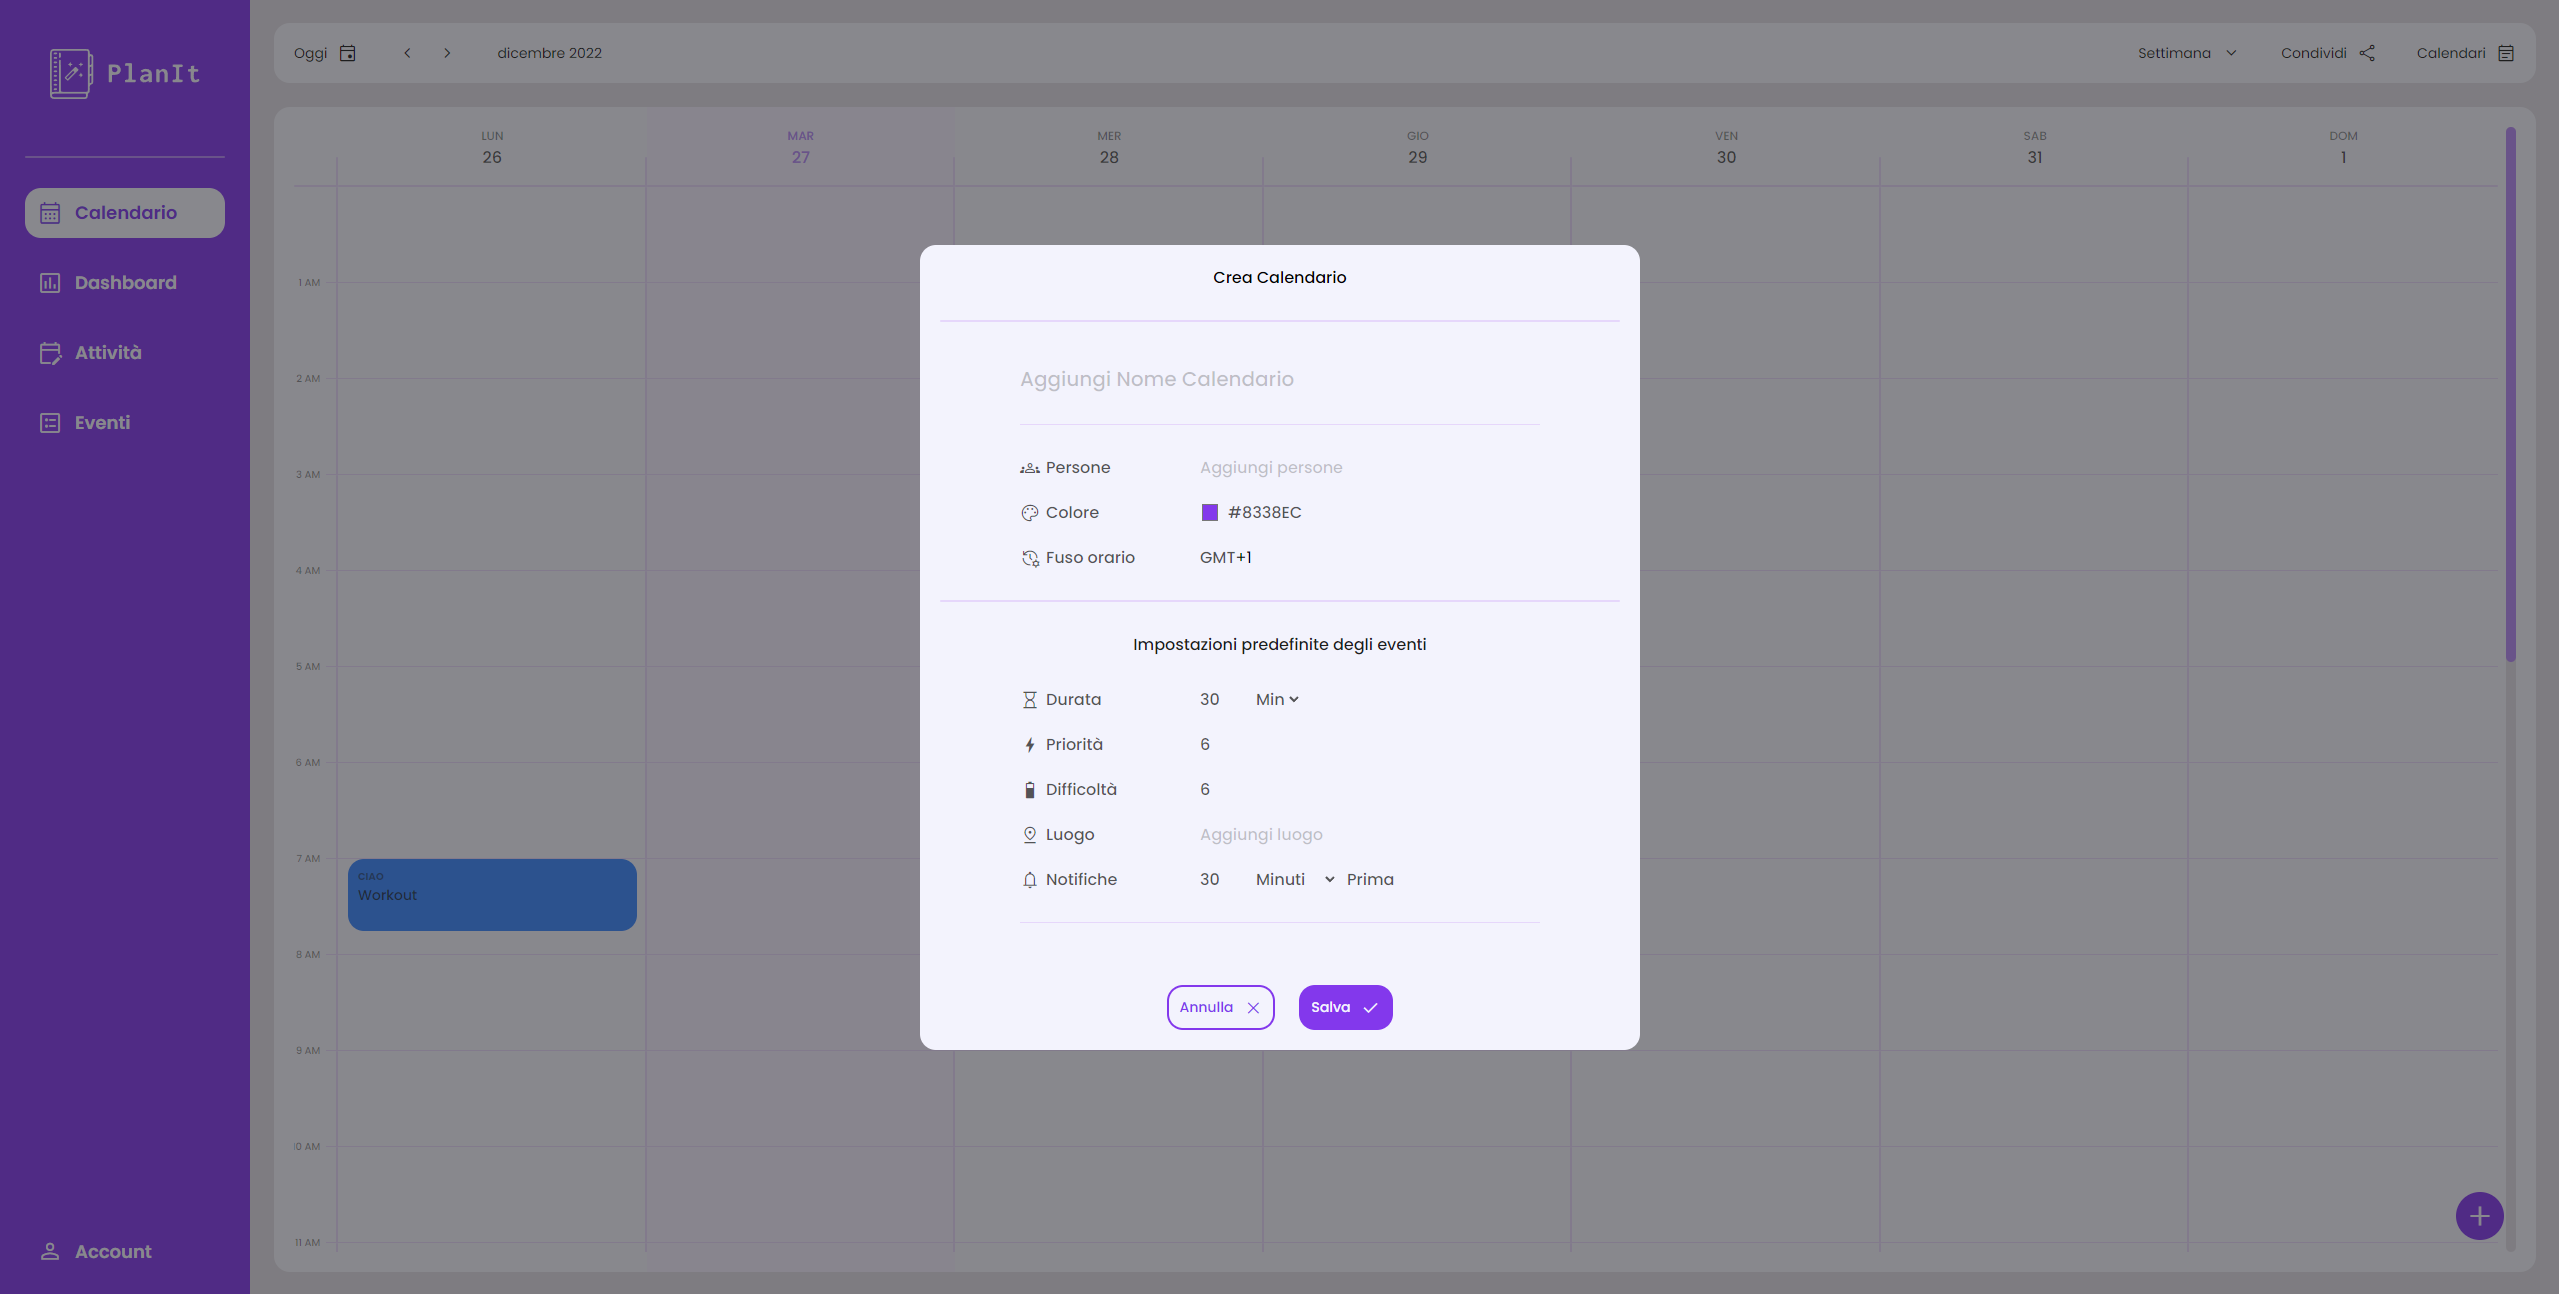 PlanIt
Calendario
Dashboard
Attività
Eventi
Account
Oggi
dicembre 2022
Settimana
Condividi
Calendari
LUN MAR MER GIO VEN SAB DOM
26 27 28 29 30 31 1
1 AM
2 AM
3 AM
4 AM
5 AM
6 AM
7 AM
CIAO
Workout
8 AM
9 AM
10 AM
11 AM
Crea Calendario
Aggiungi Nome Calendario
Persone Aggiungi persone
Colore #8338EC
Fuso orario GMT+1
Impostazioni predefinite degli eventi
Durata 30 Min
Priorità 6
Difficoltà 6
Luogo Aggiungi luogo
Notifiche 30 Minuti Prima
Annulla Salva